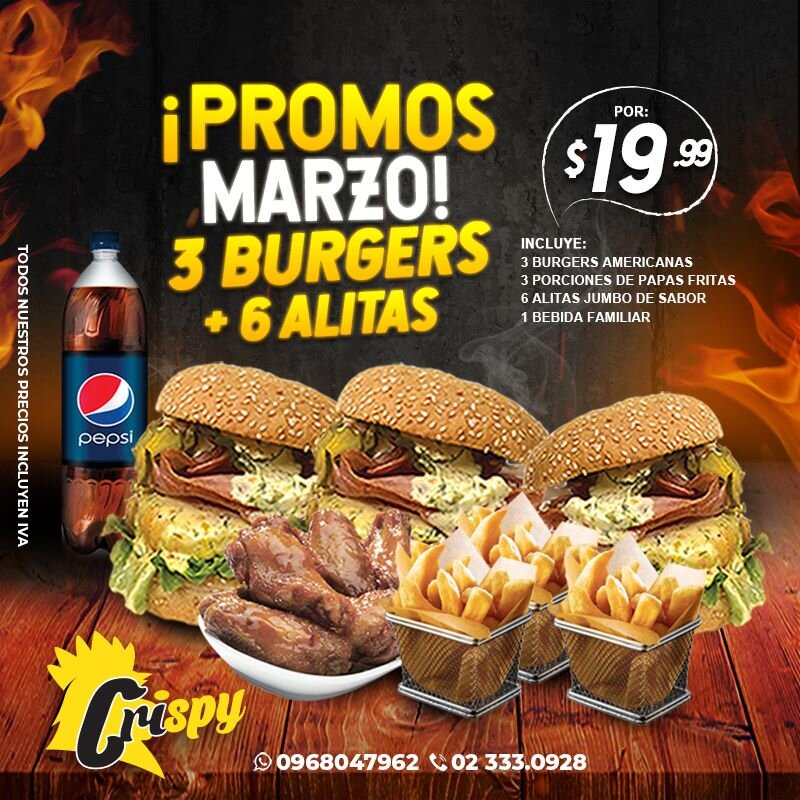 ¡PROMOS
MARZO!
3 BURGERS
+ 6 ALITAS
POR:
$19.99
INCLUYE:
3 BURGERS AMERICANAS
3 PORCIONES DE PAPAS FRITAS
6 ALITAS JUMBO DE SABOR
1 BEBIDA FAMILIAR
TODOS NUESTROS PRECIOS INCLUYEN IVA
pepsi
Crispy
0968047962 02 333.0928